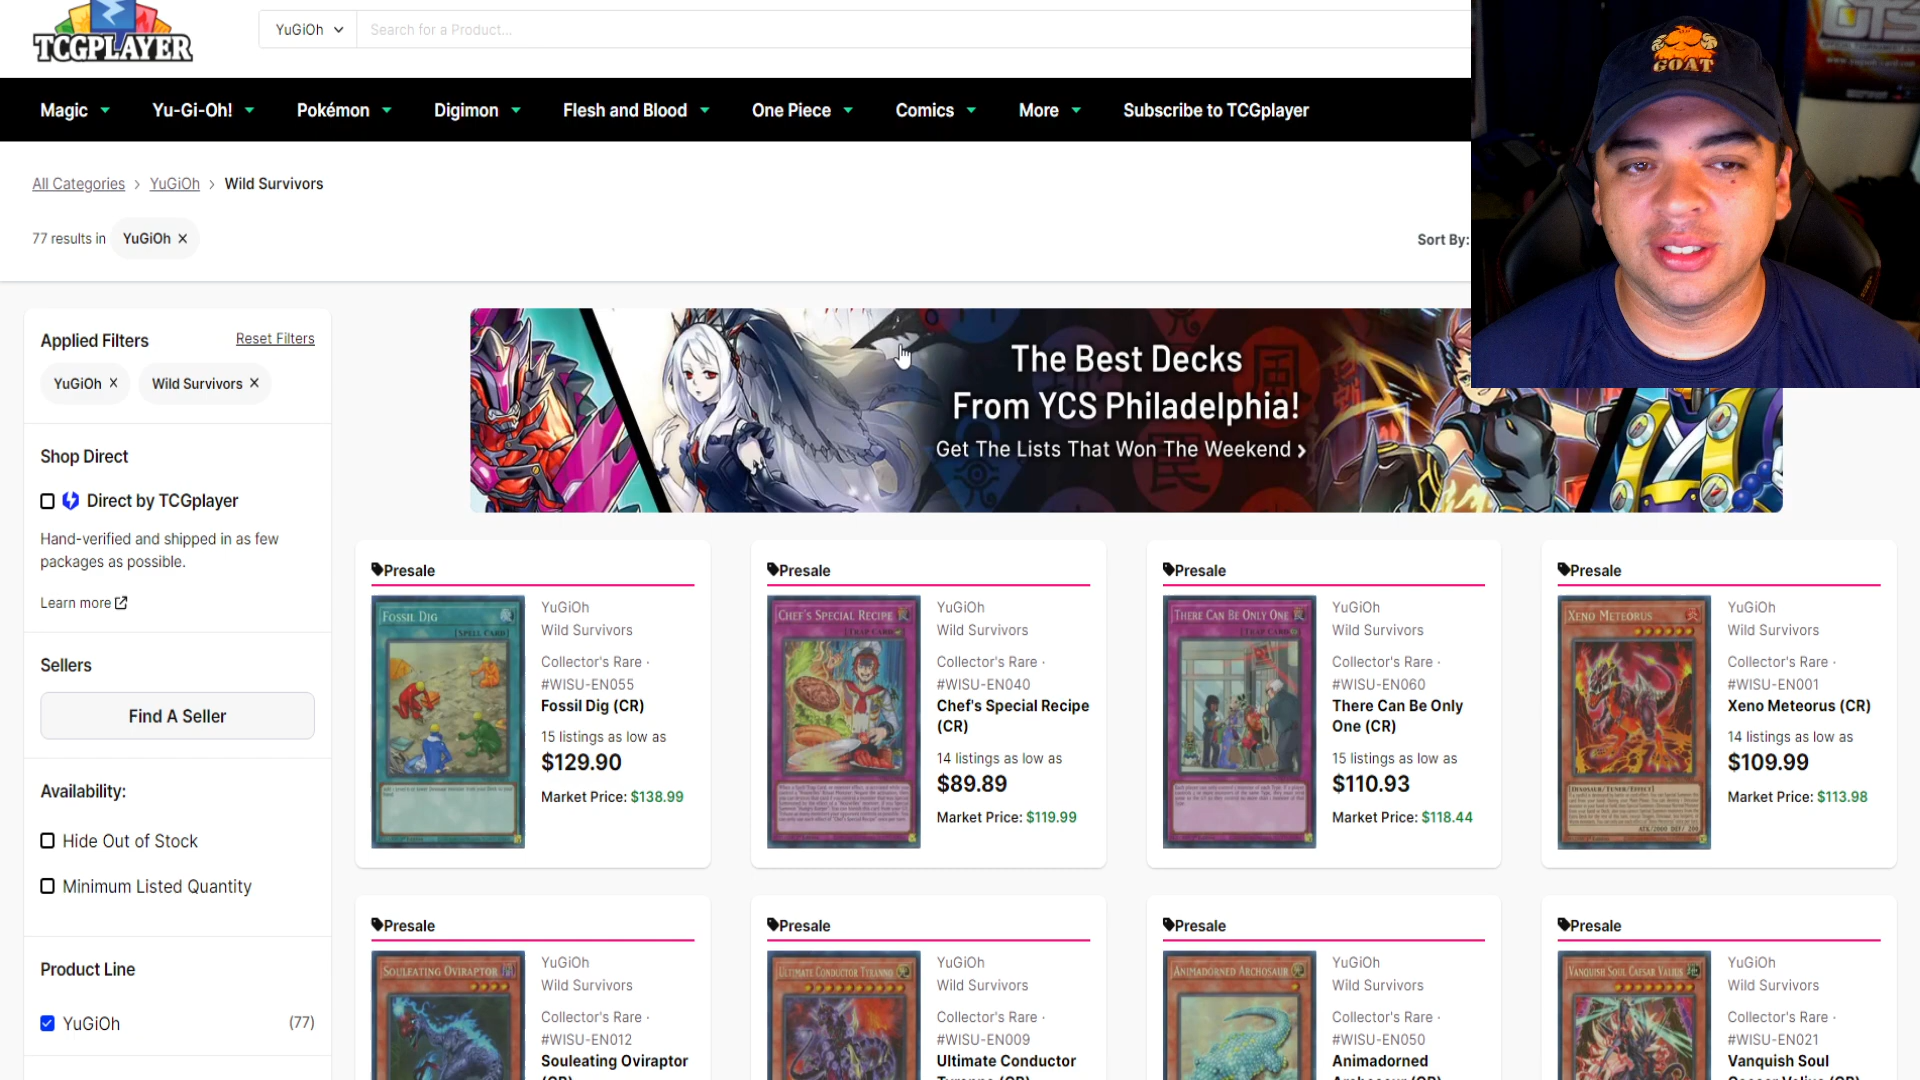 TCGPLAYER
YuGiOh
Search for a Product...
GOAT
Magic
Yu-Gi-Oh!
Pokémon
Digimon
Flesh and Blood
One Piece
Comics
More
Subscribe to TCGplayer
All Categories > YuGiOh > Wild Survivors
77 results in YuGiOh ×
Sort By:
Applied Filters
Reset Filters
YuGiOh ×
Wild Survivors ×
The Best Decks
From YCS Philadelphia!
Get The Lists That Won The Weekend >
Shop Direct
Direct by TCGplayer
Hand-verified and shipped in as few
packages as possible.
Learn more
Sellers
Find A Seller
Availability:
Hide Out of Stock
Minimum Listed Quantity
Product Line
YuGiOh (77)
Presale
FOSSIL DIG
[SPELL CARD]
YuGiOh
Wild Survivors
Collector's Rare ·
#WISU-EN055
Fossil Dig (CR)
15 listings as low as
$129.90
Market Price: $138.99
Presale
CHEF'S SPECIAL RECIPE
[TRAP CARD]
YuGiOh
Wild Survivors
Collector's Rare ·
#WISU-EN040
Chef's Special Recipe
(CR)
14 listings as low as
$89.89
Market Price: $119.99
Presale
THERE CAN BE ONLY ONE
[TRAP CARD]
YuGiOh
Wild Survivors
Collector's Rare ·
#WISU-EN060
There Can Be Only
One (CR)
15 listings as low as
$110.93
Market Price: $118.44
Presale
XENO METEORUS
[DINOSAUR/TUNER/EFFECT]
YuGiOh
Wild Survivors
Collector's Rare ·
#WISU-EN001
Xeno Meteorus (CR)
14 listings as low as
$109.99
Market Price: $113.98
Presale
SOULEATING OVIRAPTOR
YuGiOh
Wild Survivors
Collector's Rare ·
#WISU-EN012
Souleating Oviraptor
Presale
ULTIMATE CONDUCTOR TYRANNO
YuGiOh
Wild Survivors
Collector's Rare ·
#WISU-EN009
Ultimate Conductor
Presale
ANIMADORNED ARCHOSAUR
YuGiOh
Wild Survivors
Collector's Rare ·
#WISU-EN050
Animadorned
Presale
VANQUISH SOUL CAESAR VALIUS
YuGiOh
Wild Survivors
Collector's Rare ·
#WISU-EN021
Vanquish Soul